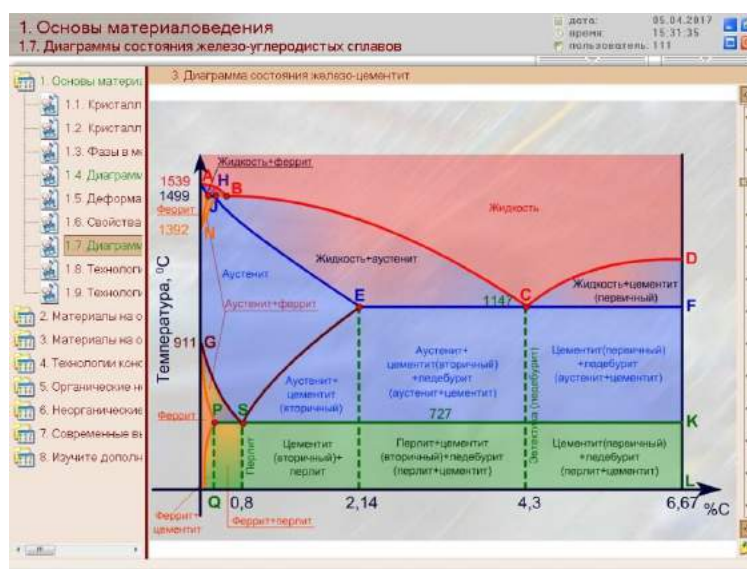 1. Основы материаловедения
1.7. Диаграммы состояния железо-углеродистых сплавов
дата: 05.04.2017
время: 15:31:35
пользователь: 111
1. Основы материа
1.1. Кристалл
1.2. Кристалл
1.3. Фазы в ме
1.4 Диаграмм
1.5 Деформа
1.6. Свойства
1.7. Диаграмм
1.8. Технологи
1.9. Технологи
2. Материалы на о
3. Материалы на о
4. Технологии конс
5. Органические не
6. Неорганические
7. Современные вь
8. Изучите дополн
3. Диаграмма состояния железо-цементит
Температура, ⁰С
Жидкость+феррит
A H
1539
B
1499
J
Феррит
N
1392
Жидкость
Жидкость+аустенит
D
Аустенит
Жидкость+цементит
(первичный)
Аустенит+феррит
E
1147
C
F
G
911
Аустенит+
цементит(вторичный)
+ледебурит
(аустенит+цементит)
Цементит(первичный)
+ледебурит
(аустенит+цементит)
Аустенит+
цементит
(вторичный)
Эвтектика (ледебурит)
Феррит
P S
727
K
Перлит
Цементит
(вторичный)+
перлит
Перлит+цементит
(вторичный)+ледебурит
(перлит+цементит)
Цементит(первичный)
+ледебурит
(перлит+цементит)
L
Q 0,8 2,14 4,3 6,67 %C
Феррит+
цементит
Феррит+перлит